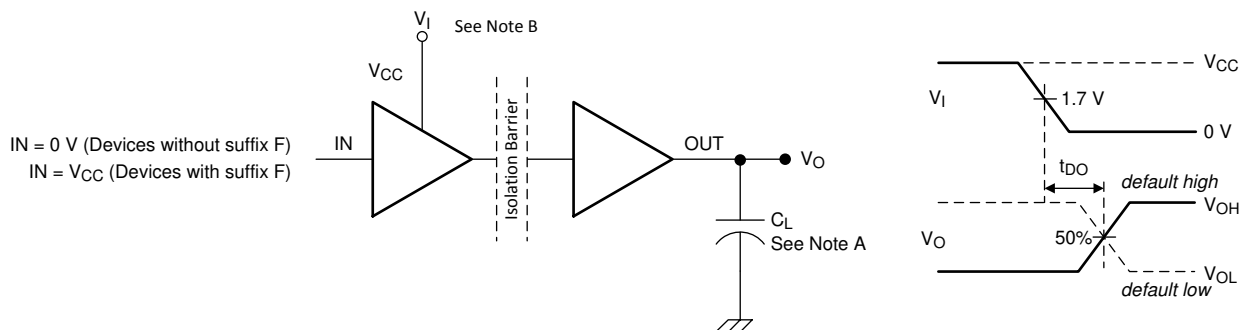 V_I
See Note B
V_CC
IN = 0 V (Devices without suffix F)
IN = V_CC (Devices with suffix F)
IN
Isolation Barrier
OUT
V_O
C_L
See Note A
V_I
V_CC
1.7 V
0 V
t_DO
default high
V_OH
V_O
50%
V_OL
default low